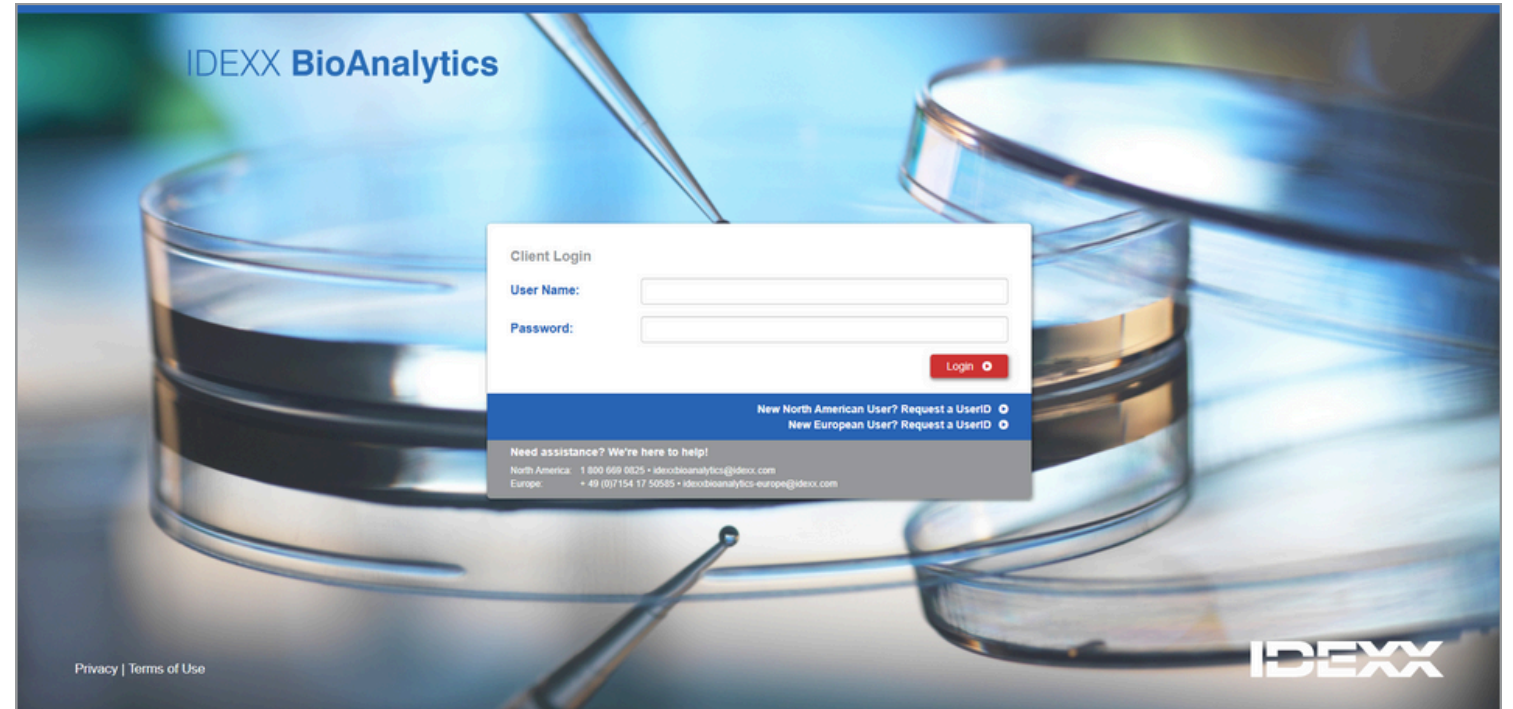 IDEXX BioAnalytics
Client Login
User Name:
Password:
Login
New North American User? Request a UserID
New European User? Request a UserID
Need assistance? We're here to help!
North America: 1 800 669 0825 • idexxbioanalytics@idexx.com
Europe: + 49 (0)7154 17 50585 • idexxbioanalytics-europe@idexx.com
Privacy | Terms of Use
IDEXX